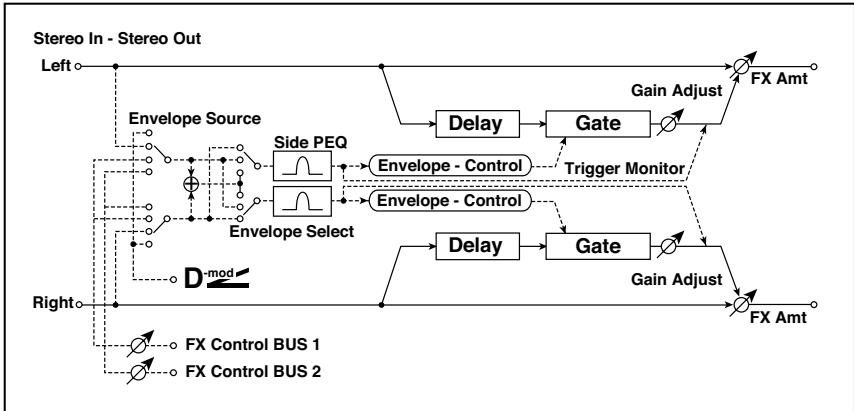 Stereo In - Stereo Out
Left
FX Amt
Gain Adjust
Envelope Source
Delay
Gate
Side PEQ
Envelope - Control
Trigger Monitor
Envelope - Control
Envelope Select
Delay
Gate
D-mod
Gain Adjust
Right
FX Amt
FX Control BUS 1
FX Control BUS 2